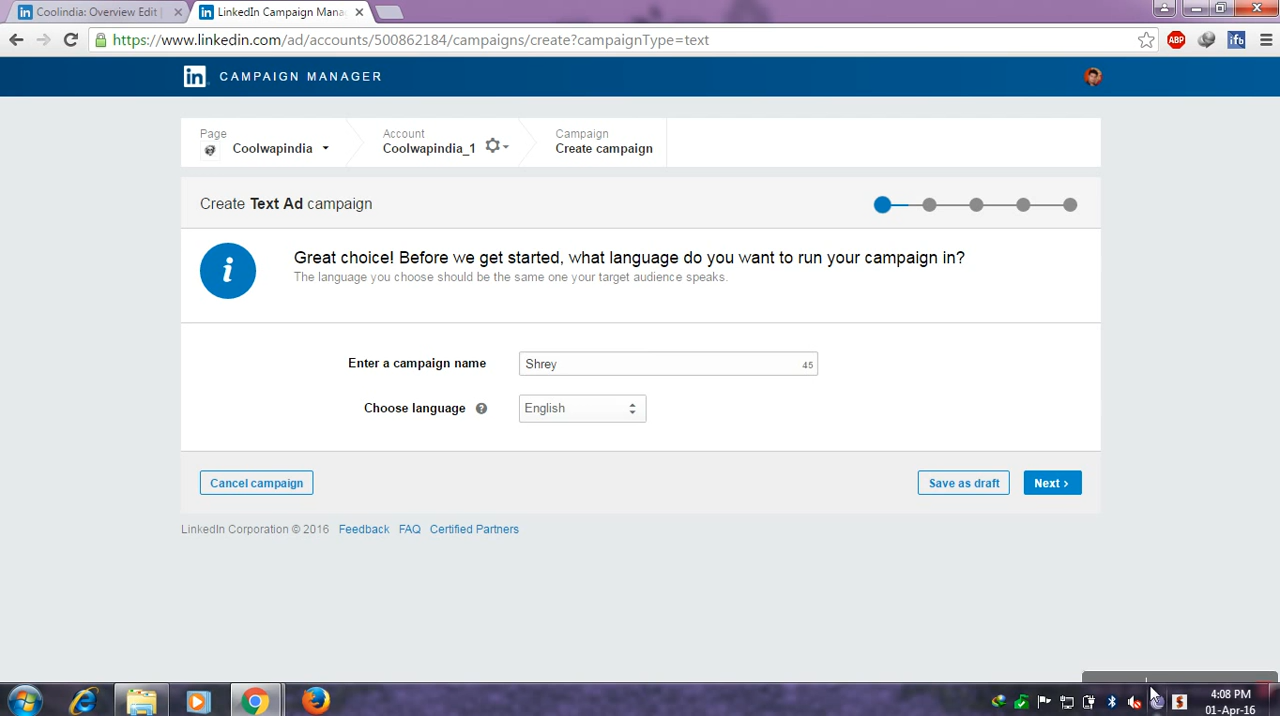 Coolindia: Overview Edit
LinkedIn Campaign Mana
https://www.linkedin.com/ad/accounts/500862184/campaigns/create?campaignType=text
ABP
ifb
in CAMPAIGN MANAGER
Page
Coolwapindia
Account
Coolwapindia_1
Campaign
Create campaign
Create Text Ad campaign
Great choice! Before we get started, what language do you want to run your campaign in?
The language you choose should be the same one your target audience speaks.
Enter a campaign name
Shrey
45
Choose language ?
English
Cancel campaign
Save as draft
Next >
LinkedIn Corporation © 2016 Feedback FAQ Certified Partners
4:08 PM
01-Apr-16